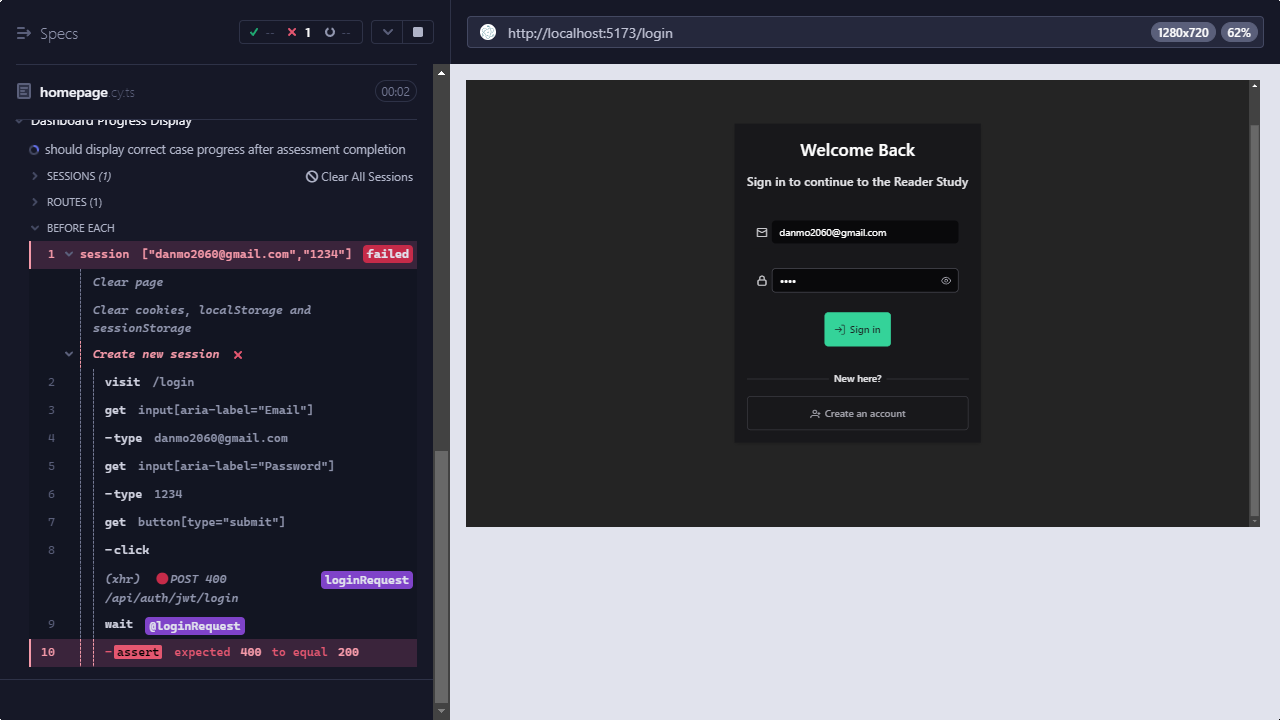 Specs
-- 1 --
homepage.cy.ts 00:02
Dashboard Progress Display
should display correct case progress after assessment completion
SESSIONS (1) Clear All Sessions
ROUTES (1)
BEFORE EACH
1 session ["danmo2060@gmail.com","1234"] failed
Clear page
Clear cookies, localStorage and
sessionStorage
Create new session
2 visit /login
3 get input[aria-label="Email"]
4 -type danmo2060@gmail.com
5 get input[aria-label="Password"]
6 -type 1234
7 get button[type="submit"]
8 -click
(xhr) POST 400 loginRequest
/api/auth/jwt/login
9 wait @loginRequest
10 -assert expected 400 to equal 200
http://localhost:5173/login 1280x720 62%
Welcome Back
Sign in to continue to the Reader Study
danmo2060@gmail.com
••••
Sign in
New here?
Create an account